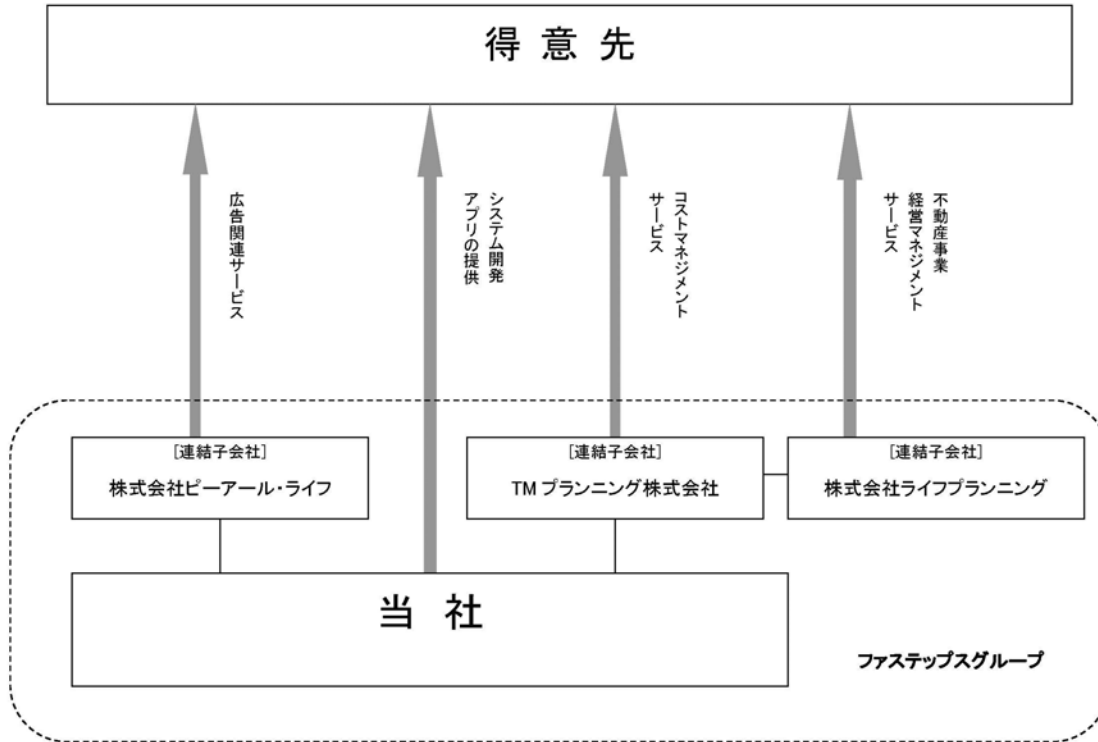 得意先
広告関連サービス
システム開発
アプリの提供
コストマネジメント
サービス
不動産事業
経営マネジメント
サービス
[連結子会社]
株式会社ピーアール・ライフ
[連結子会社]
TMプランニング株式会社
[連結子会社]
株式会社ライフプランニング
当社
ファステップスグループ